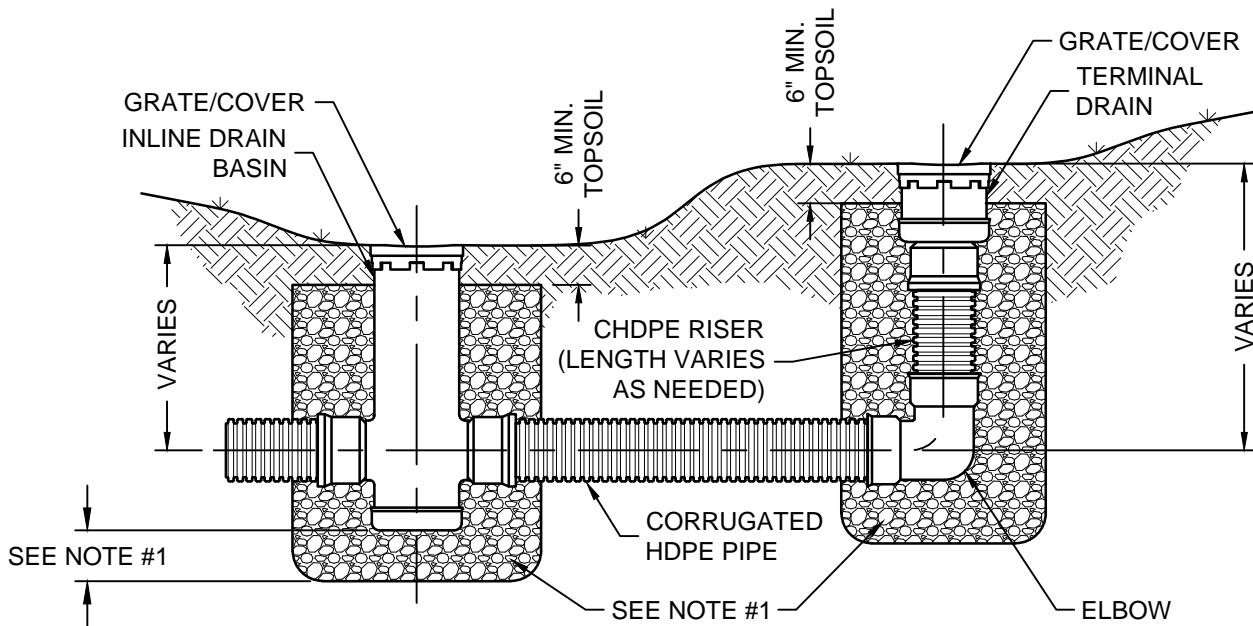 GRATE/COVER
INLINE DRAIN
BASIN
6" MIN.
TOPSOIL
6" MIN.
TOPSOIL
GRATE/COVER
TERMINAL
DRAIN
VARIES
VARIES
CHDPE RISER
(LENGTH VARIES
AS NEEDED)
SEE NOTE #1
CORRUGATED
HDPE PIPE
SEE NOTE #1
ELBOW